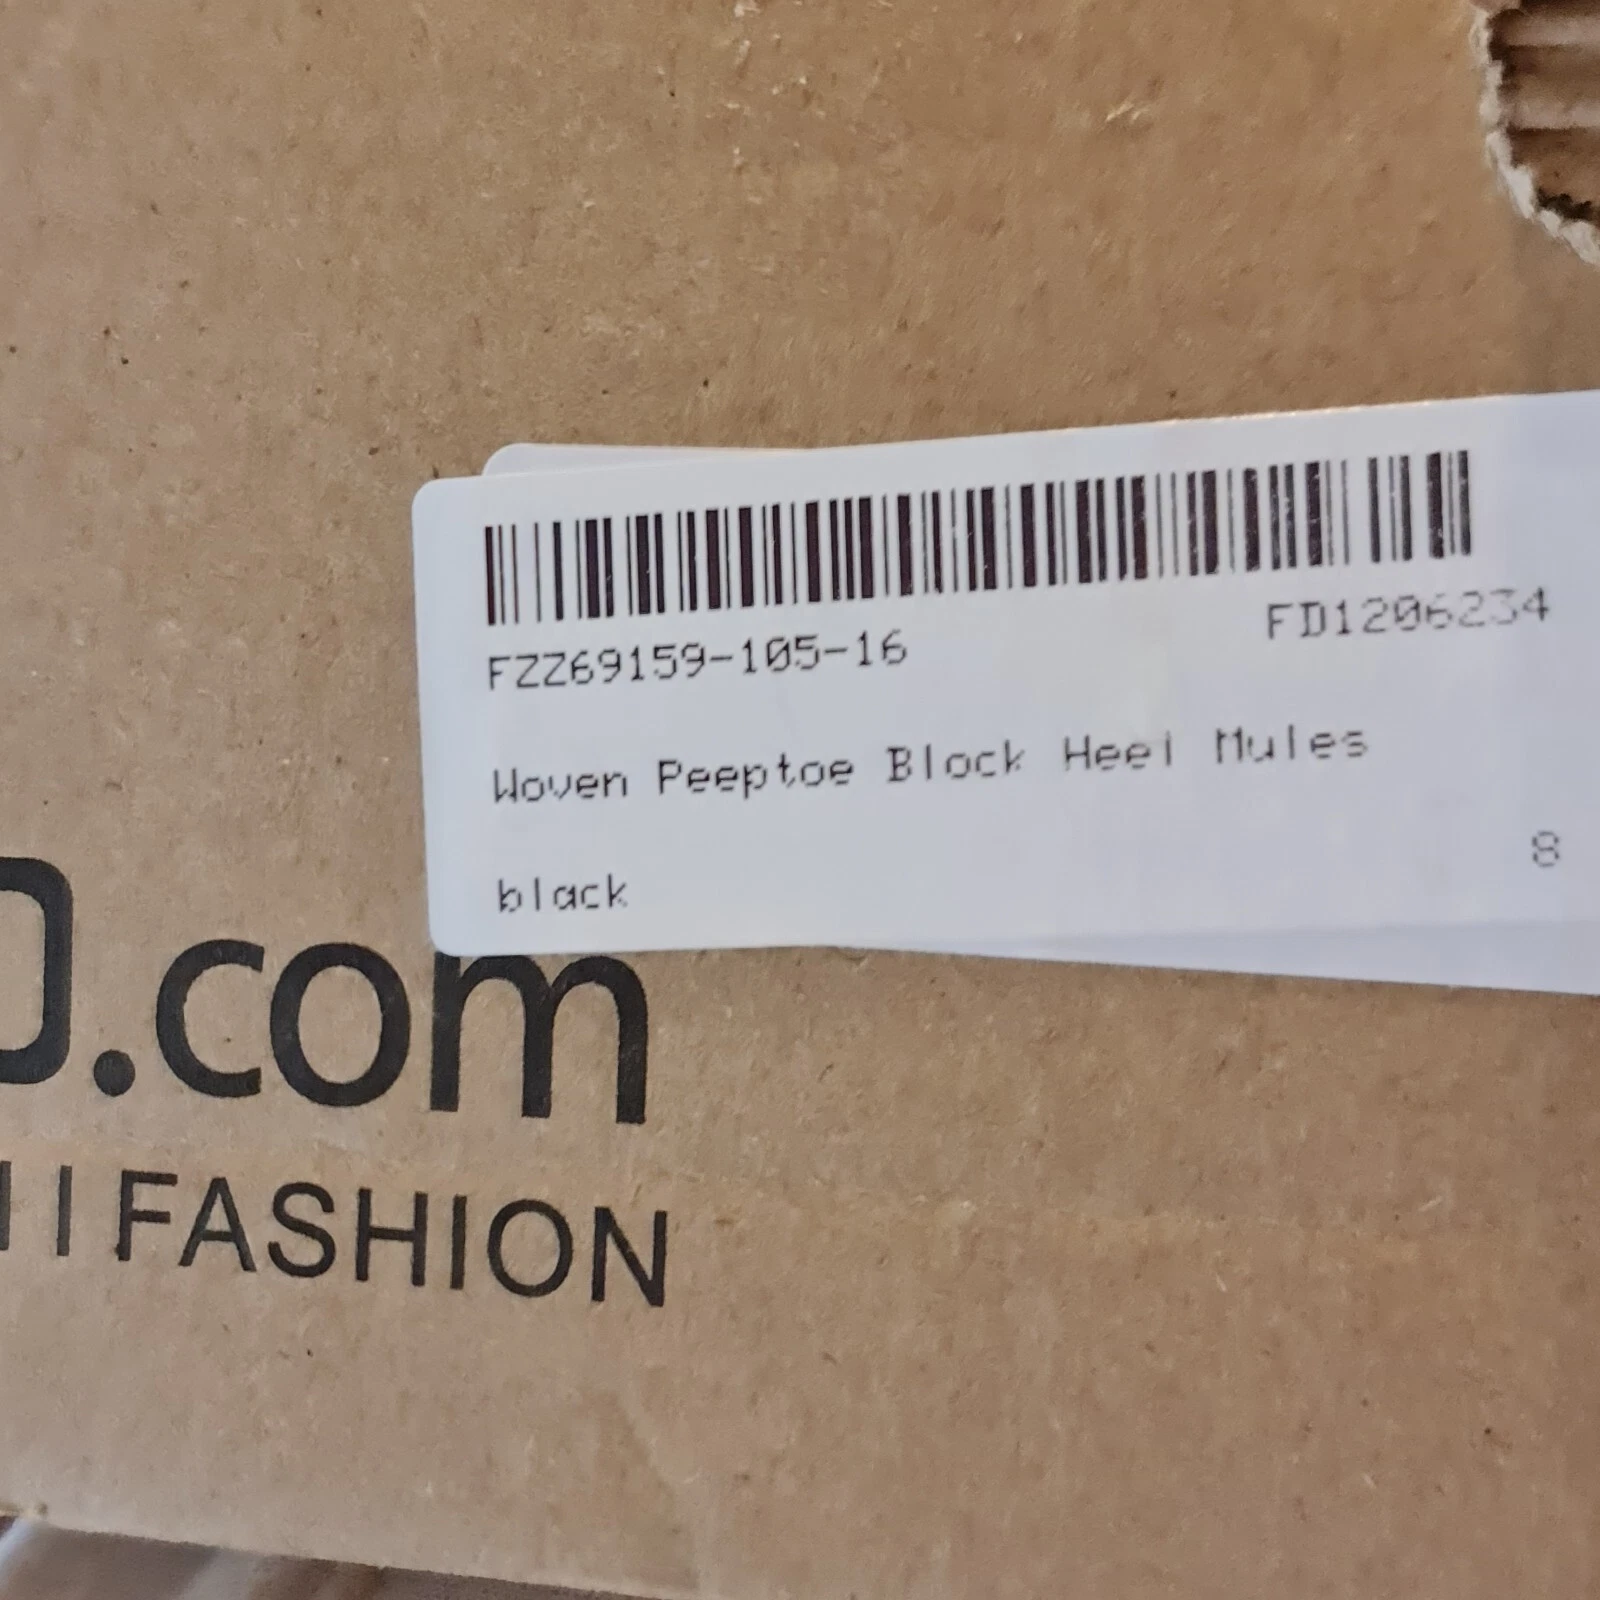 FZZ69159-105-16 FD1206234
Woven Peeptoe Block Heel Mules
black 8
.com
FASHION